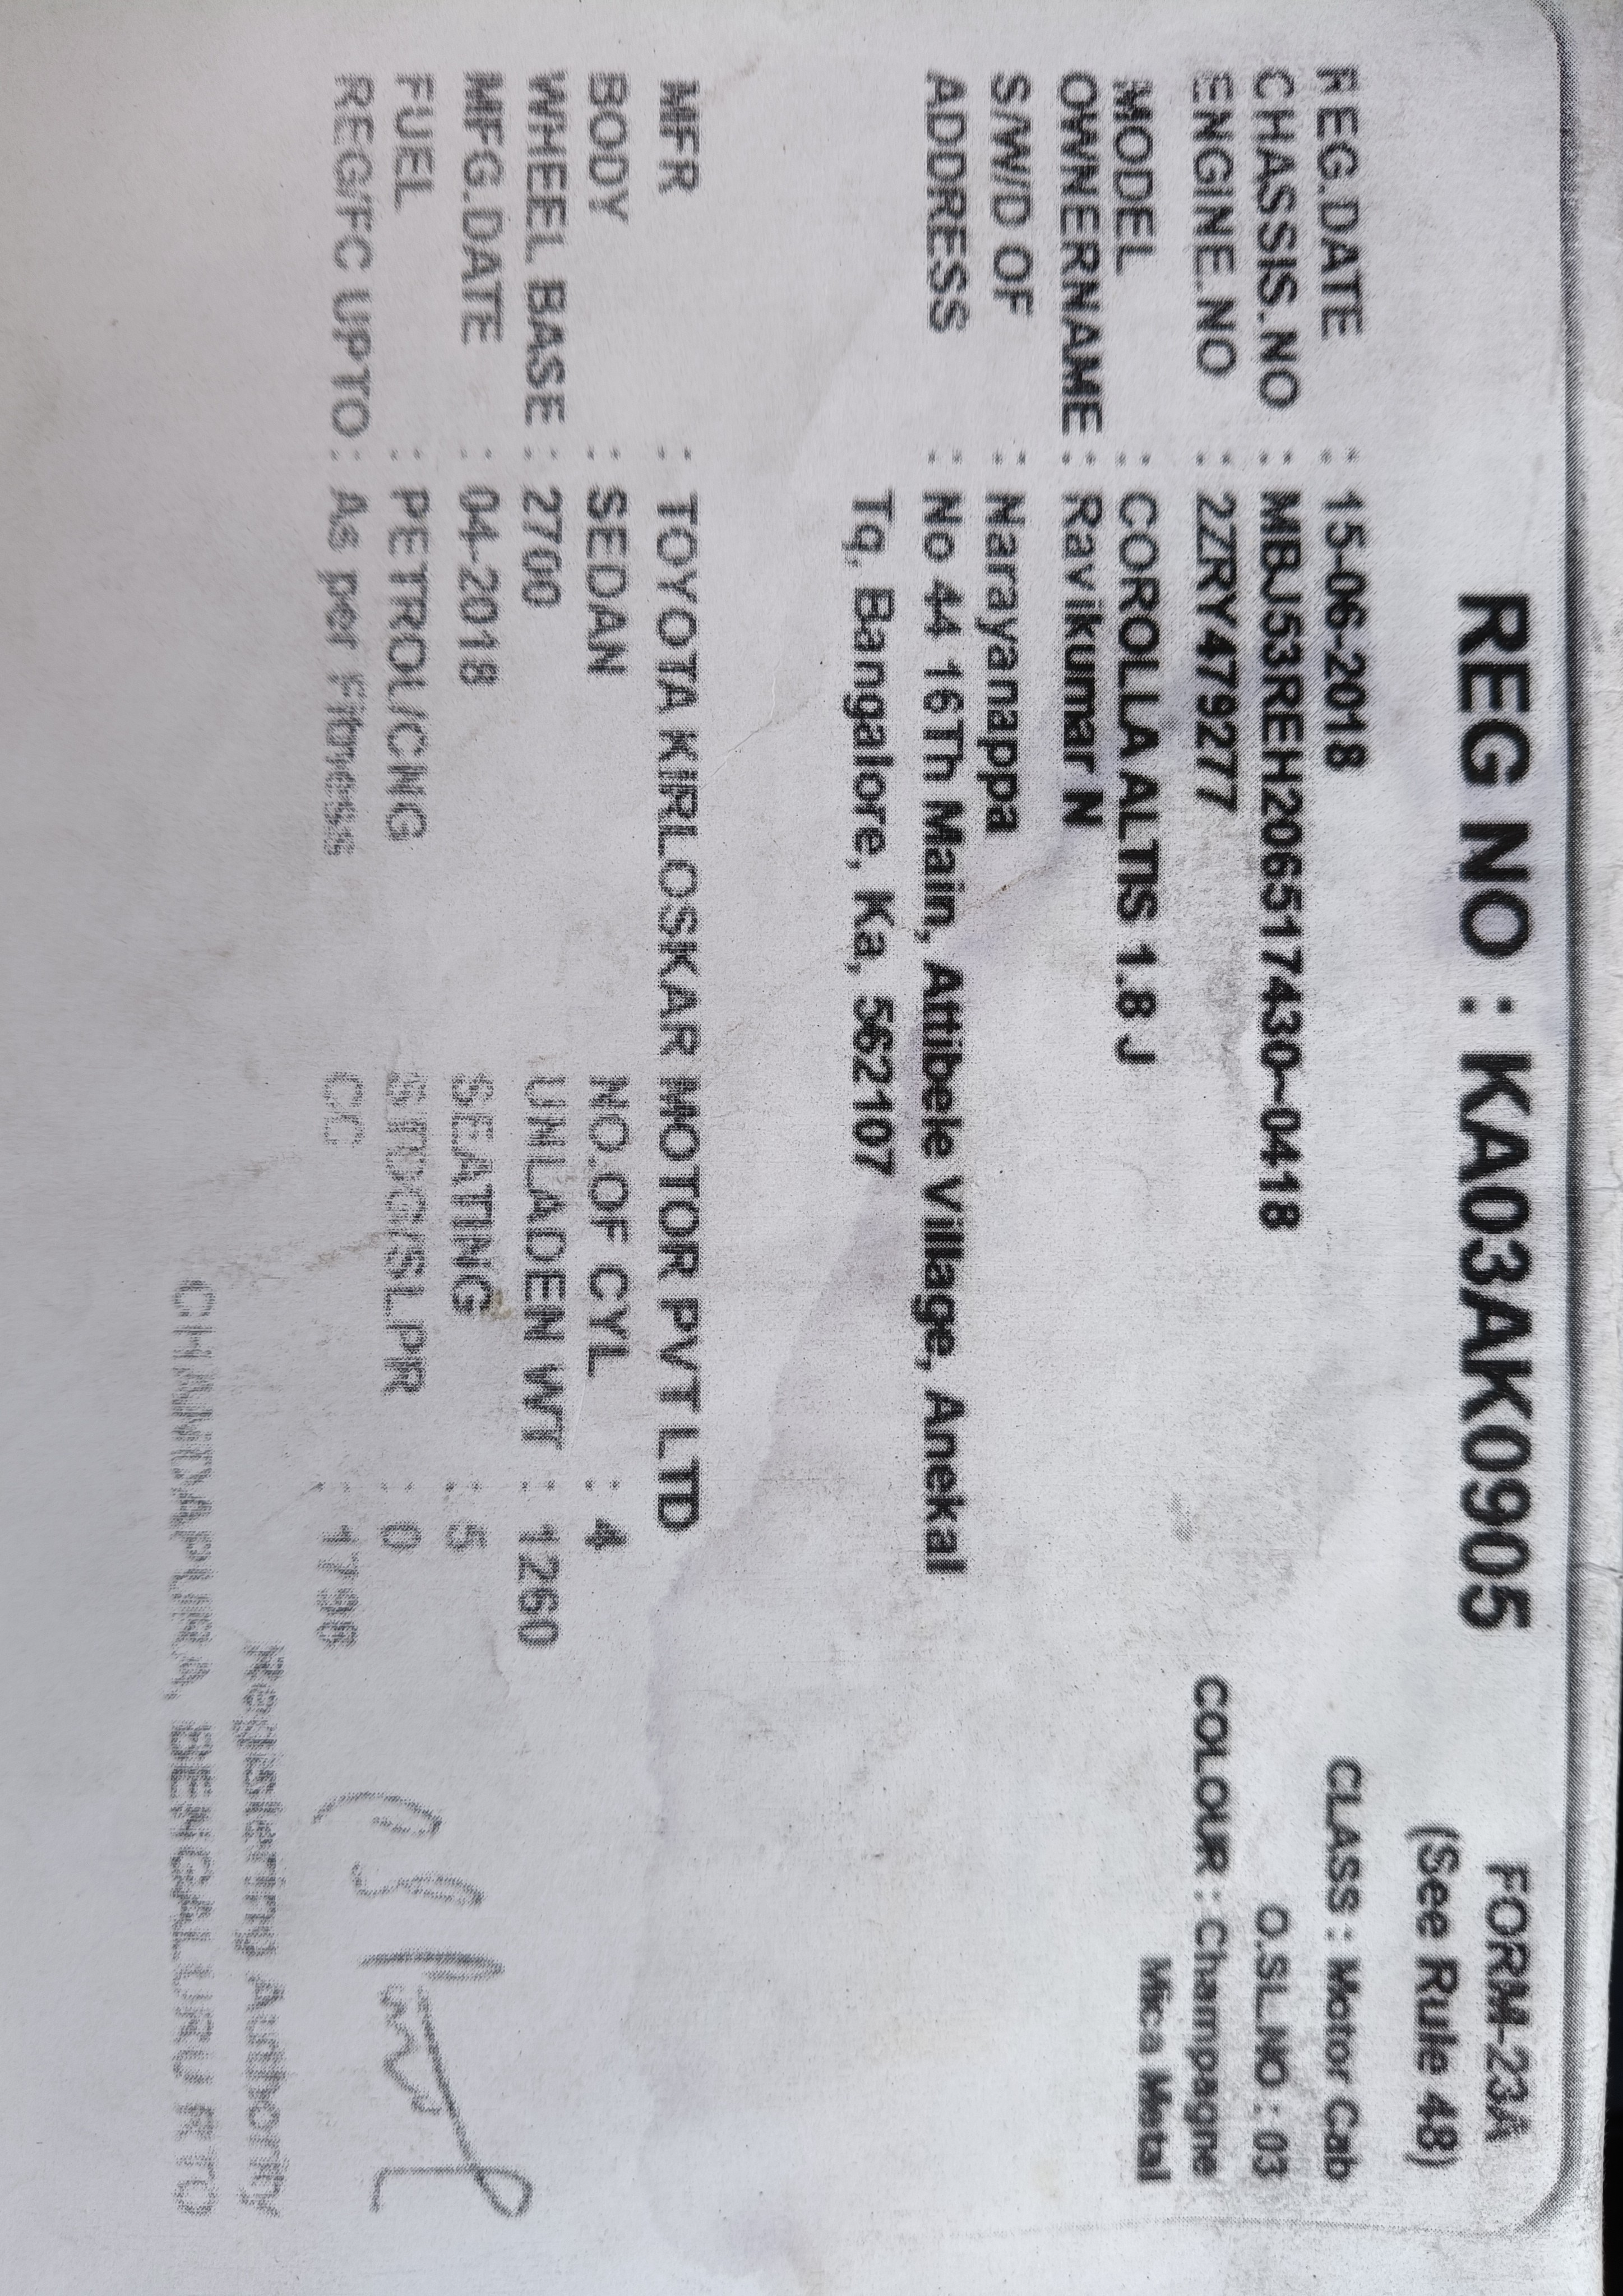 FORM-23A
REG NO : KA03AK0905
(See Rule 48)
REG.DATE : 15-06-2018 CLASS : Motor Cab
CHASSIS.NO : MBJ53REH206517430~0418 O.SL.NO : 03
ENGINE.NO : 2ZRY479277 COLOUR : Champagne
MODEL : COROLLA ALTIS 1.8 J Mica Metal
OWNERNAME : Ravikumar N
S/W/D OF : Narayanappa
ADDRESS : No 44 16Th Main, Attibele Village, Anekal
Tq, Bangalore, Ka, 562107
MFR : TOYOTA KIRLOSKAR MOTOR PVT LTD
BODY : SEDAN NO.OF CYL : 4
WHEEL BASE : 2700 UNLADEN WT : 1260
MFG.DATE : 04-2018 SEATING : 5
FUEL : PETROL/CNG STDG/SLPR : 0
REG/FC UPTO : As per Fitness CC : 1798
Registering Authority
CHANDAPURA, BENGALURU RTO